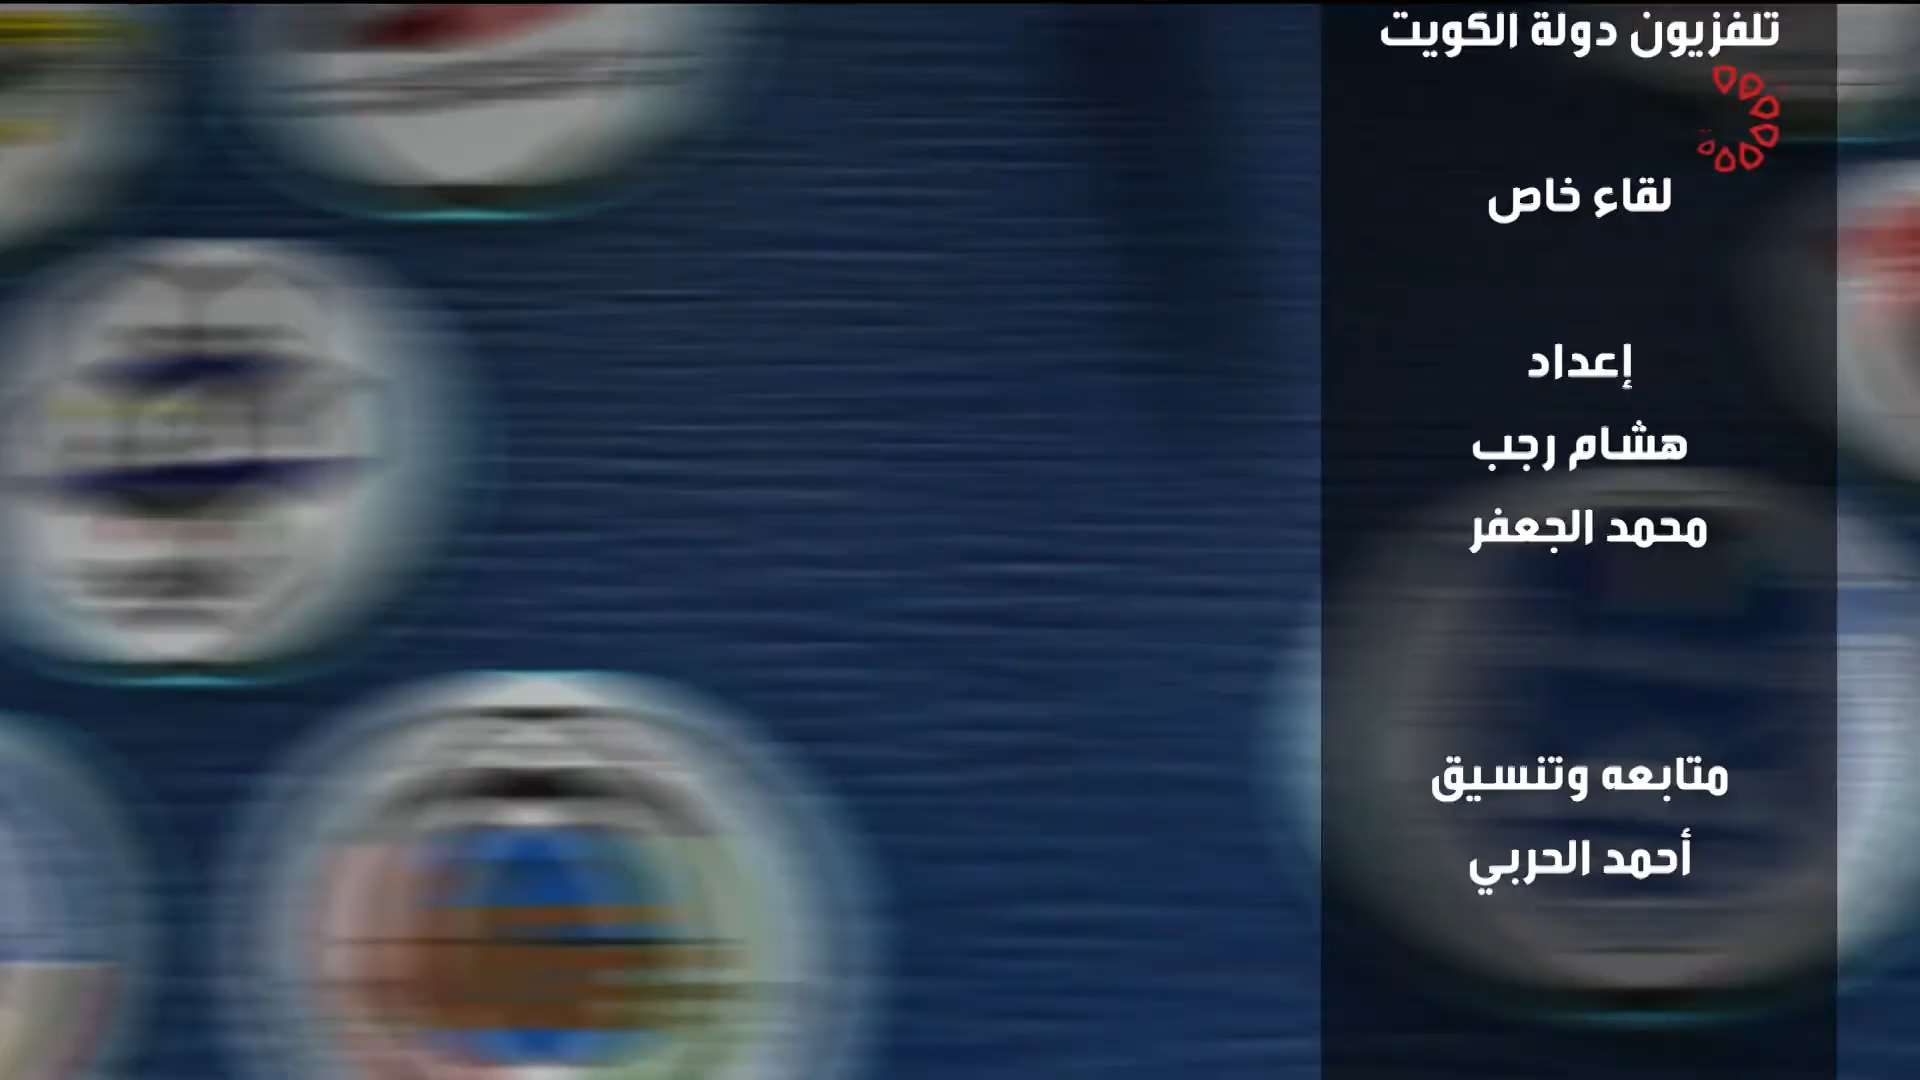 تلفزيون دولة الكويت
لقاء خاص
إعداد
هشام رجب
محمد الجعفر
متابعه وتنسيق
أحمد الحربي